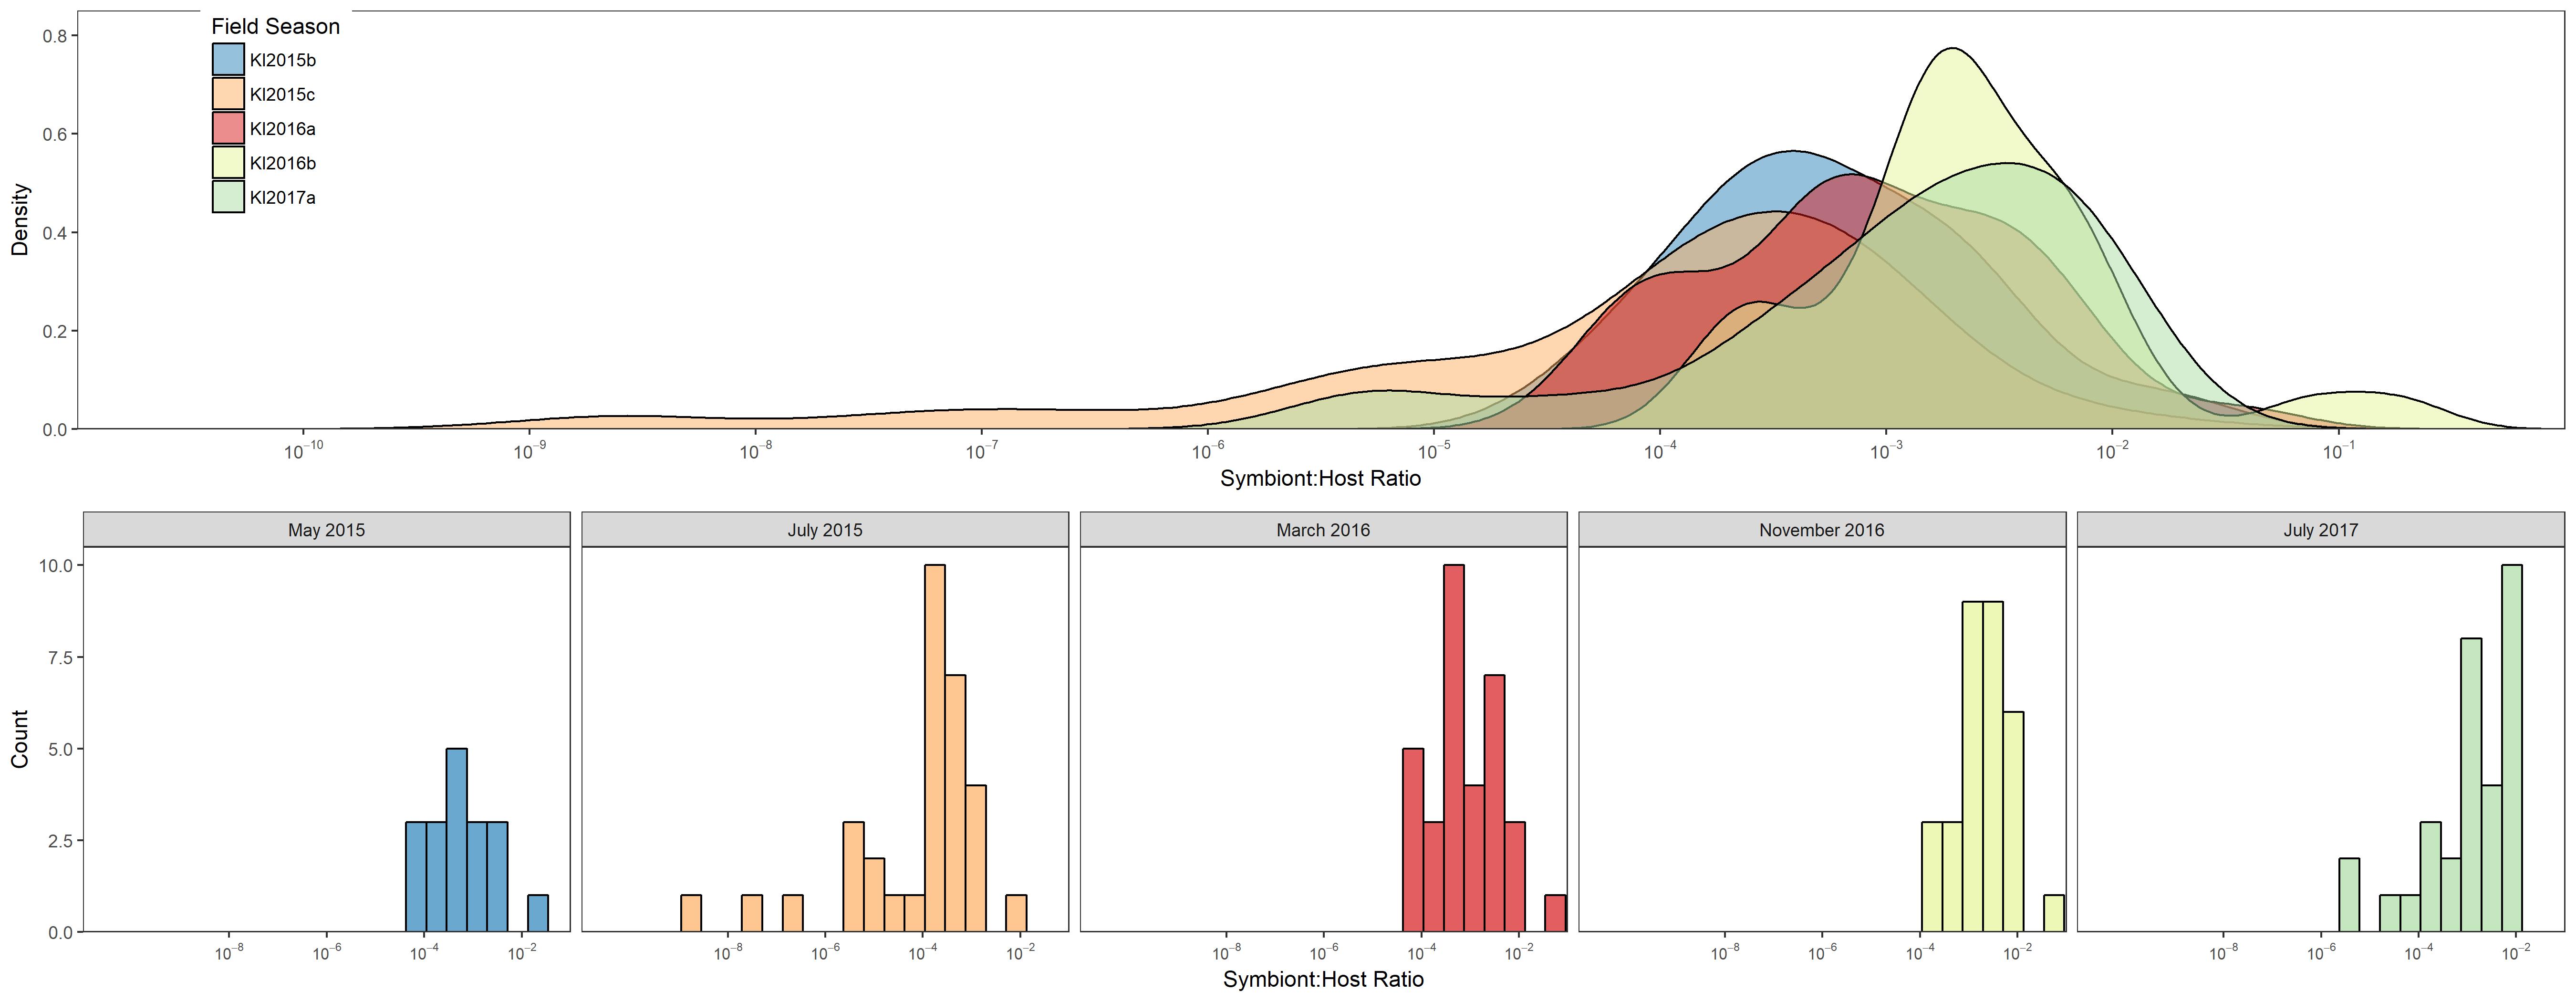 Field Season
KI2015b
KI2015c
KI2016a
KI2016b
KI2017a
Density
0.8
0.6
0.4
0.2
0.0
10⁻¹⁰ 10⁻⁹ 10⁻⁸ 10⁻⁷ 10⁻⁶ 10⁻⁵ 10⁻⁴ 10⁻³ 10⁻² 10⁻¹
Symbiont:Host Ratio
May 2015 July 2015 March 2016 November 2016 July 2017
Count
10.0
7.5
5.0
2.5
0.0
10⁻⁸ 10⁻⁶ 10⁻⁴ 10⁻² 10⁻⁸ 10⁻⁶ 10⁻⁴ 10⁻² 10⁻⁸ 10⁻⁶ 10⁻⁴ 10⁻² 10⁻⁸ 10⁻⁶ 10⁻⁴ 10⁻² 10⁻⁸ 10⁻⁶ 10⁻⁴ 10⁻²
Symbiont:Host Ratio